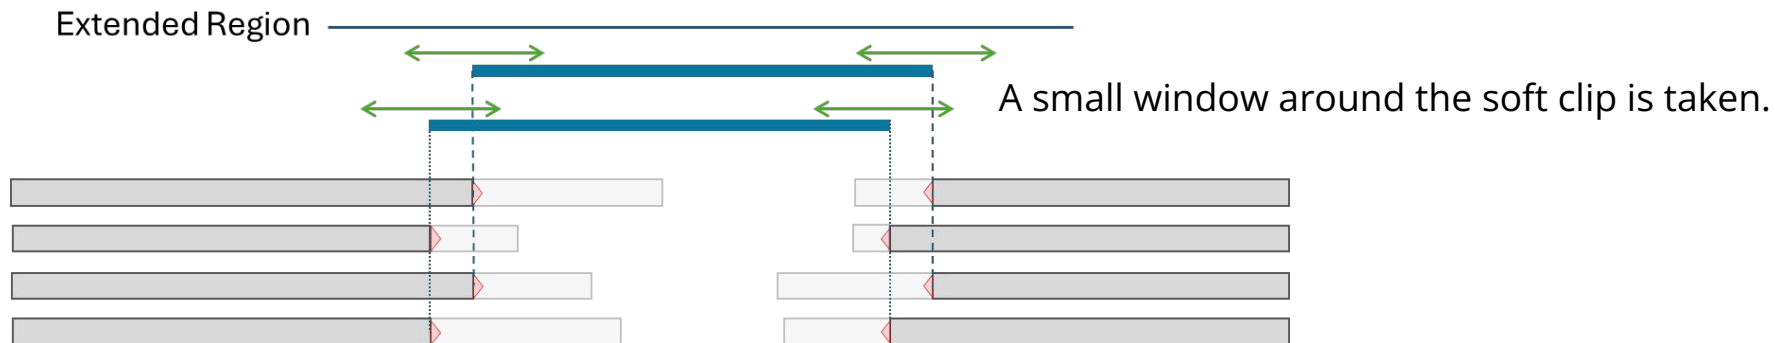 Extended Region
A small window around the soft clip is taken.